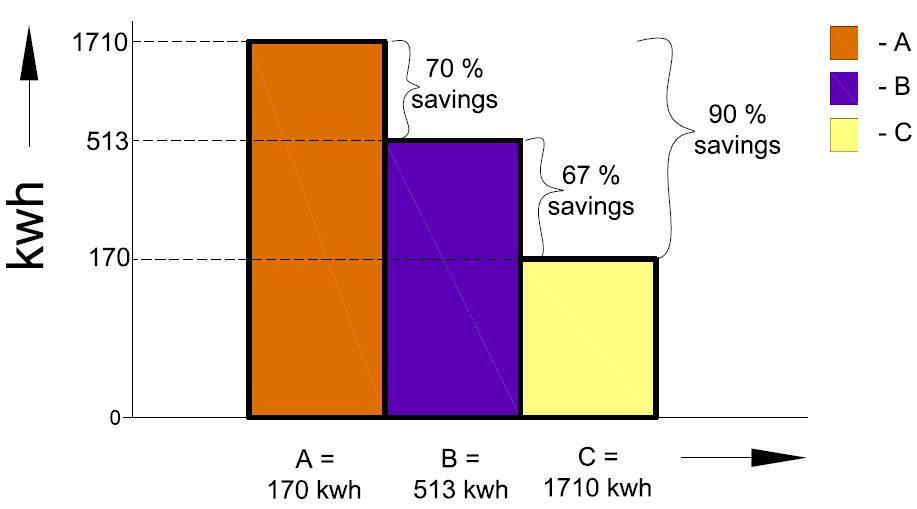 kwh
1710
513
170
0
70 %
savings
67 %
savings
90 %
savings
- A
- B
- C
A =
170 kwh
B =
513 kwh
C =
1710 kwh